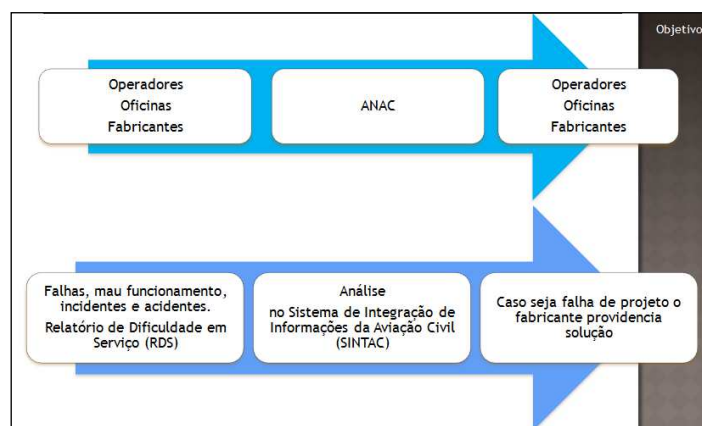 Objetivo
Operadores
Oficinas
Fabricantes
ANAC
Operadores
Oficinas
Fabricantes
Falhas, mau funcionamento,
incidentes e acidentes.
Relatório de Dificuldade em
Serviço (RDS)
Análise
no Sistema de Integração de
Informações da Aviação Civil
(SINTAC)
Caso seja falha de projeto o
fabricante providencia
solução